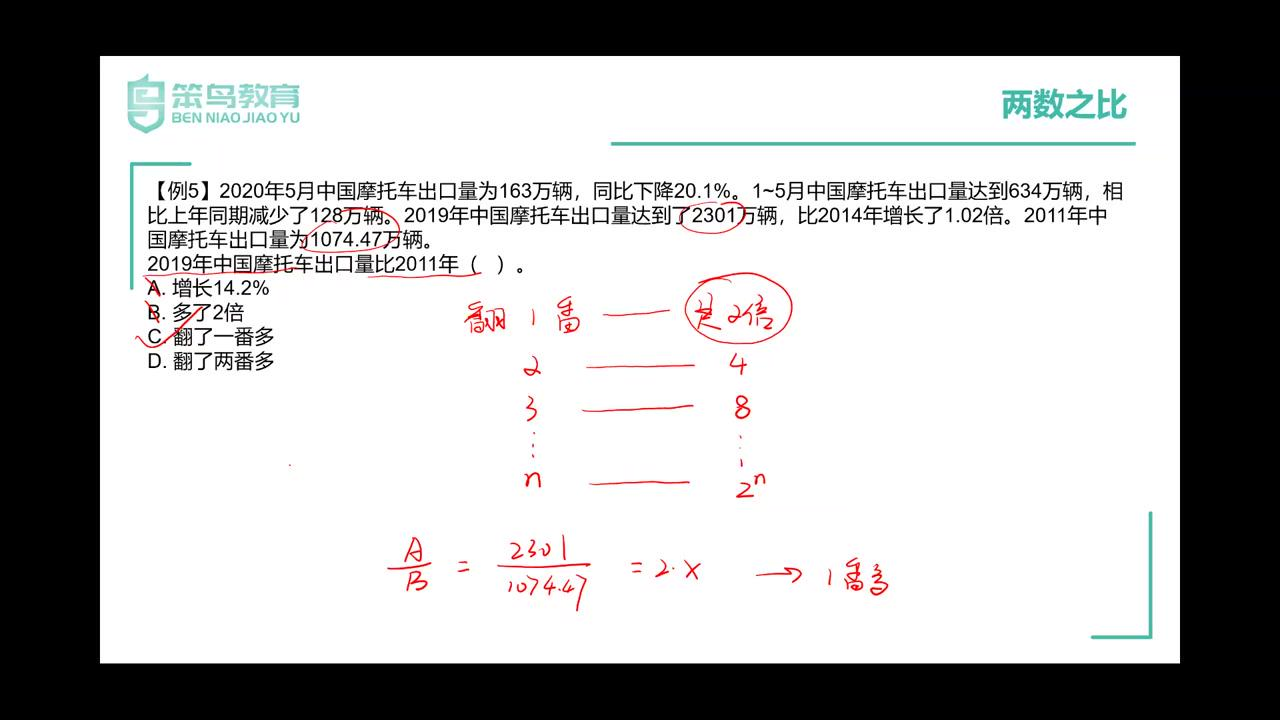 笨鸟教育
BEN NIAO JIAO YU
两数之比
【例5】2020年5月中国摩托车出口量为163万辆，同比下降20.1%。1~5月中国摩托车出口量达到634万辆，相
比上年同期减少了128万辆。2019年中国摩托车出口量达到了2301万辆，比2014年增长了1.02倍。2011年中
国摩托车出口量为1074.47万辆。
2019年中国摩托车出口量比2011年（ ）。
A. 增长14.2%
B. 多了2倍
C. 翻了一番多
D. 翻了两番多
翻 1 番 —— 是2倍
2 —— 4
3 —— 8
⋮ ⋮
n —— 2ⁿ
A/B = 2301/1074.47 = 2.X → 1番多